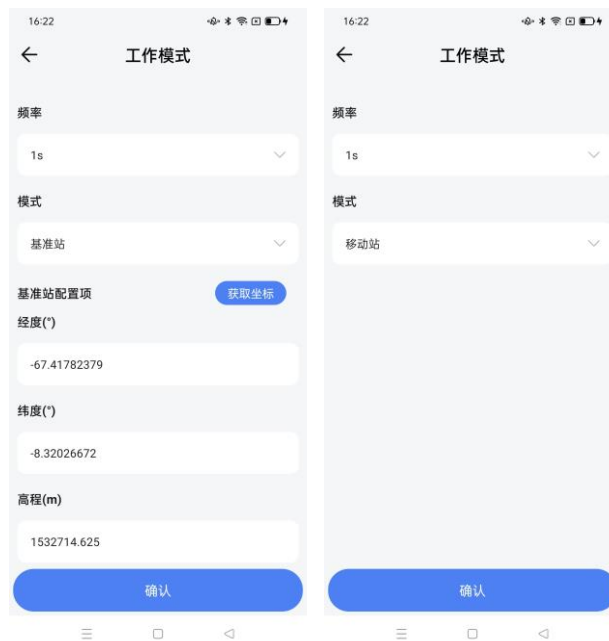 16:22
工作模式
频率
1s
模式
基准站
基准站配置项
获取坐标
经度(°)
-67.41782379
纬度(°)
-8.32026672
高程(m)
1532714.625
确认
16:22
工作模式
频率
1s
模式
移动站
确认